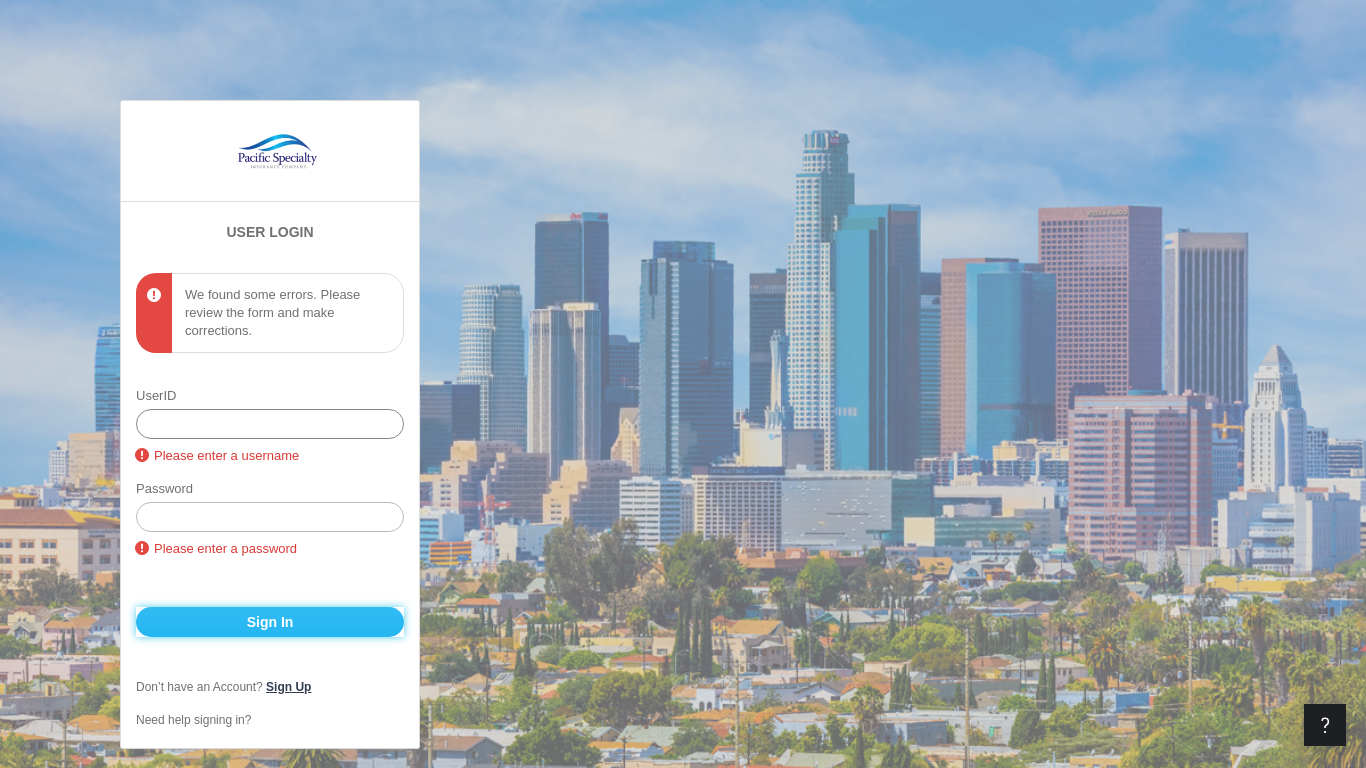 Pacific Specialty
INSURANCE COMPANY
USER LOGIN
We found some errors. Please
review the form and make
corrections.
UserID
Please enter a username
Password
Please enter a password
Sign In
Don’t have an Account? Sign Up
Need help signing in?
?